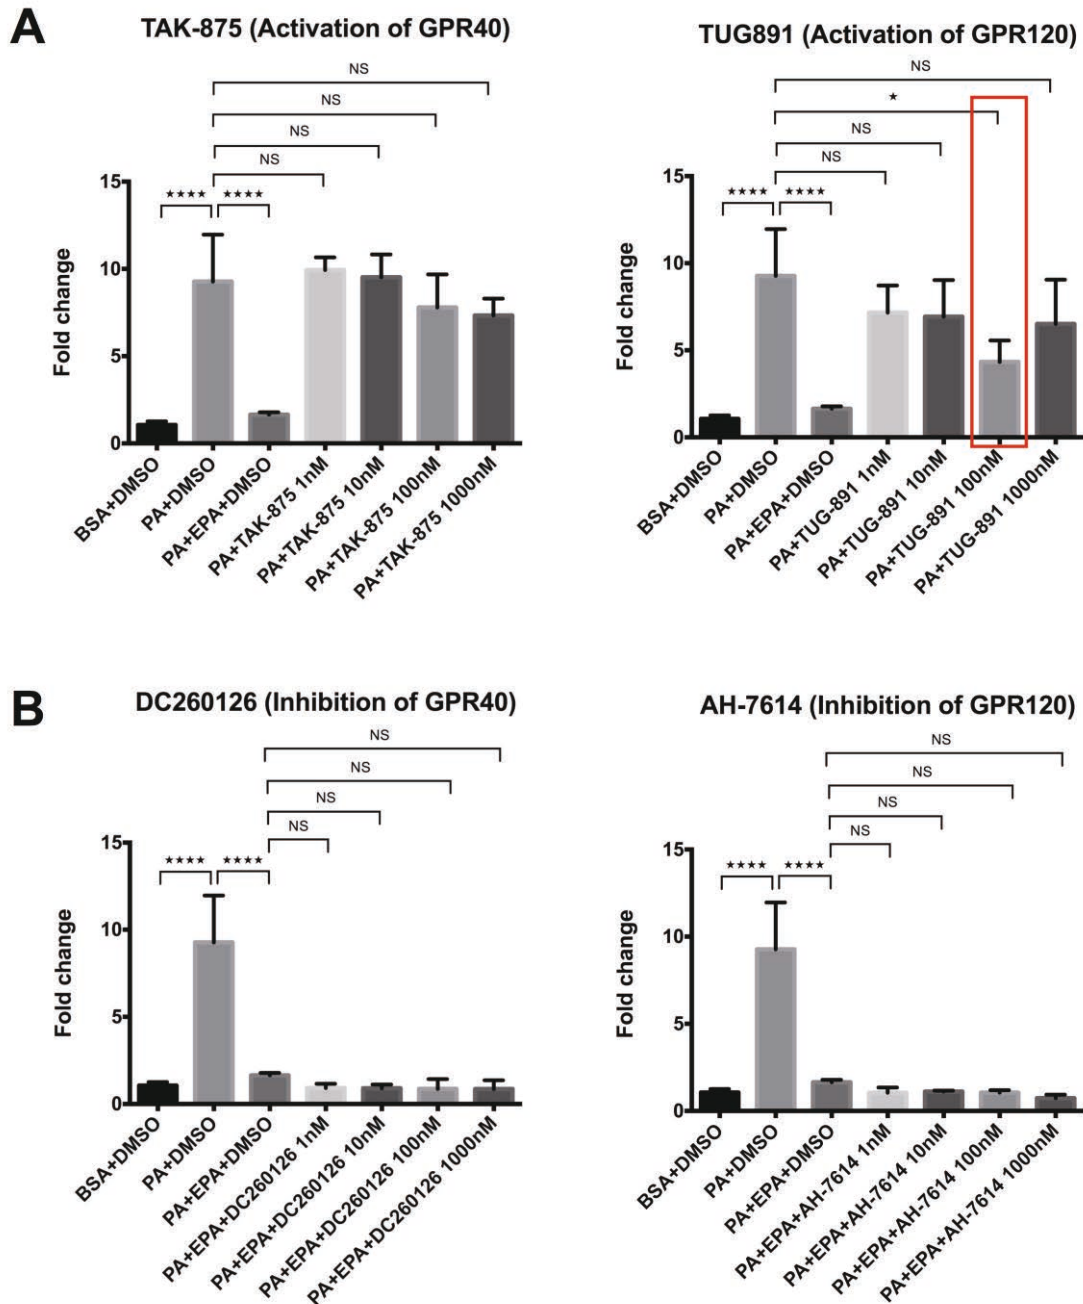 A
TAK-875 (Activation of GPR40)
NS
NS
NS
NS
★★★★ ★★★★
15
10
5
0
Fold change
BSA+DMSO
PA+DMSO
PA+EPA+DMSO
PA+TAK-875 1nM
PA+TAK-875 10nM
PA+TAK-875 100nM
PA+TAK-875 1000nM
TUG891 (Activation of GPR120)
NS
★
NS
NS
★★★★ ★★★★
15
10
5
0
Fold change
BSA+DMSO
PA+DMSO
PA+EPA+DMSO
PA+TUG-891 1nM
PA+TUG-891 10nM
PA+TUG-891 100nM
PA+TUG-891 1000nM
B
DC260126 (Inhibition of GPR40)
NS
NS
NS
NS
★★★★ ★★★★
15
10
5
0
Fold change
BSA+DMSO
PA+DMSO
PA+EPA+DMSO
PA+EPA+DC260126 1nM
PA+EPA+DC260126 10nM
PA+EPA+DC260126 100nM
PA+EPA+DC260126 1000nM
AH-7614 (Inhibition of GPR120)
NS
NS
NS
NS
★★★★ ★★★★
15
10
5
0
Fold change
BSA+DMSO
PA+DMSO
PA+EPA+DMSO
PA+EPA+AH-7614 1nM
PA+EPA+AH-7614 10nM
PA+EPA+AH-7614 100nM
PA+EPA+AH-7614 1000nM